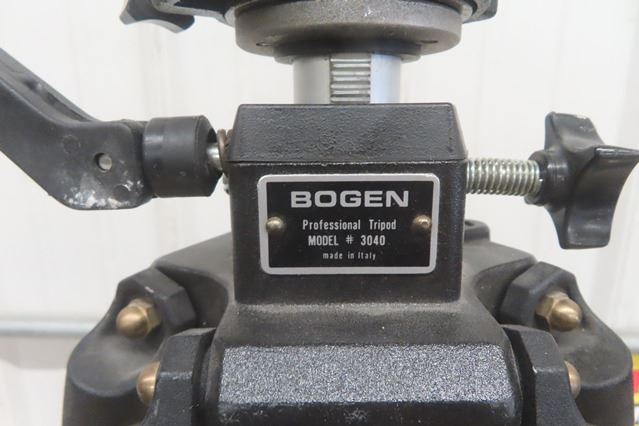 BOGEN
Professional Tripod
MODEL # 3040
made in Italy